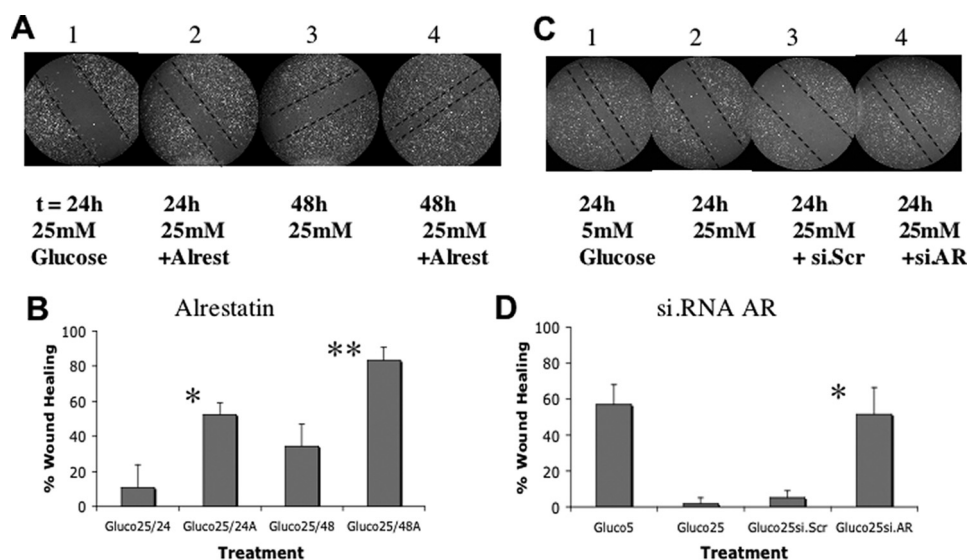 A
1 2 3 4
t = 24h 24h 48h 48h
25mM 25mM 25mM 25mM
Glucose +Alrest +Alrest
C
1 2 3 4
24h 24h 24h 24h
5mM 25mM 25mM 25mM
Glucose + si.Scr +si.AR
B
Alrestatin
% Wound Healing
100
80
60
40
20
0
*
**
Gluco25/24 Gluco25/24A Gluco25/48 Gluco25/48A
Treatment
D
si.RNA AR
% Wound Healing
100
80
60
40
20
0
*
Gluco5 Gluco25 Gluco25si.Scr Gluco25si.AR
Treatment